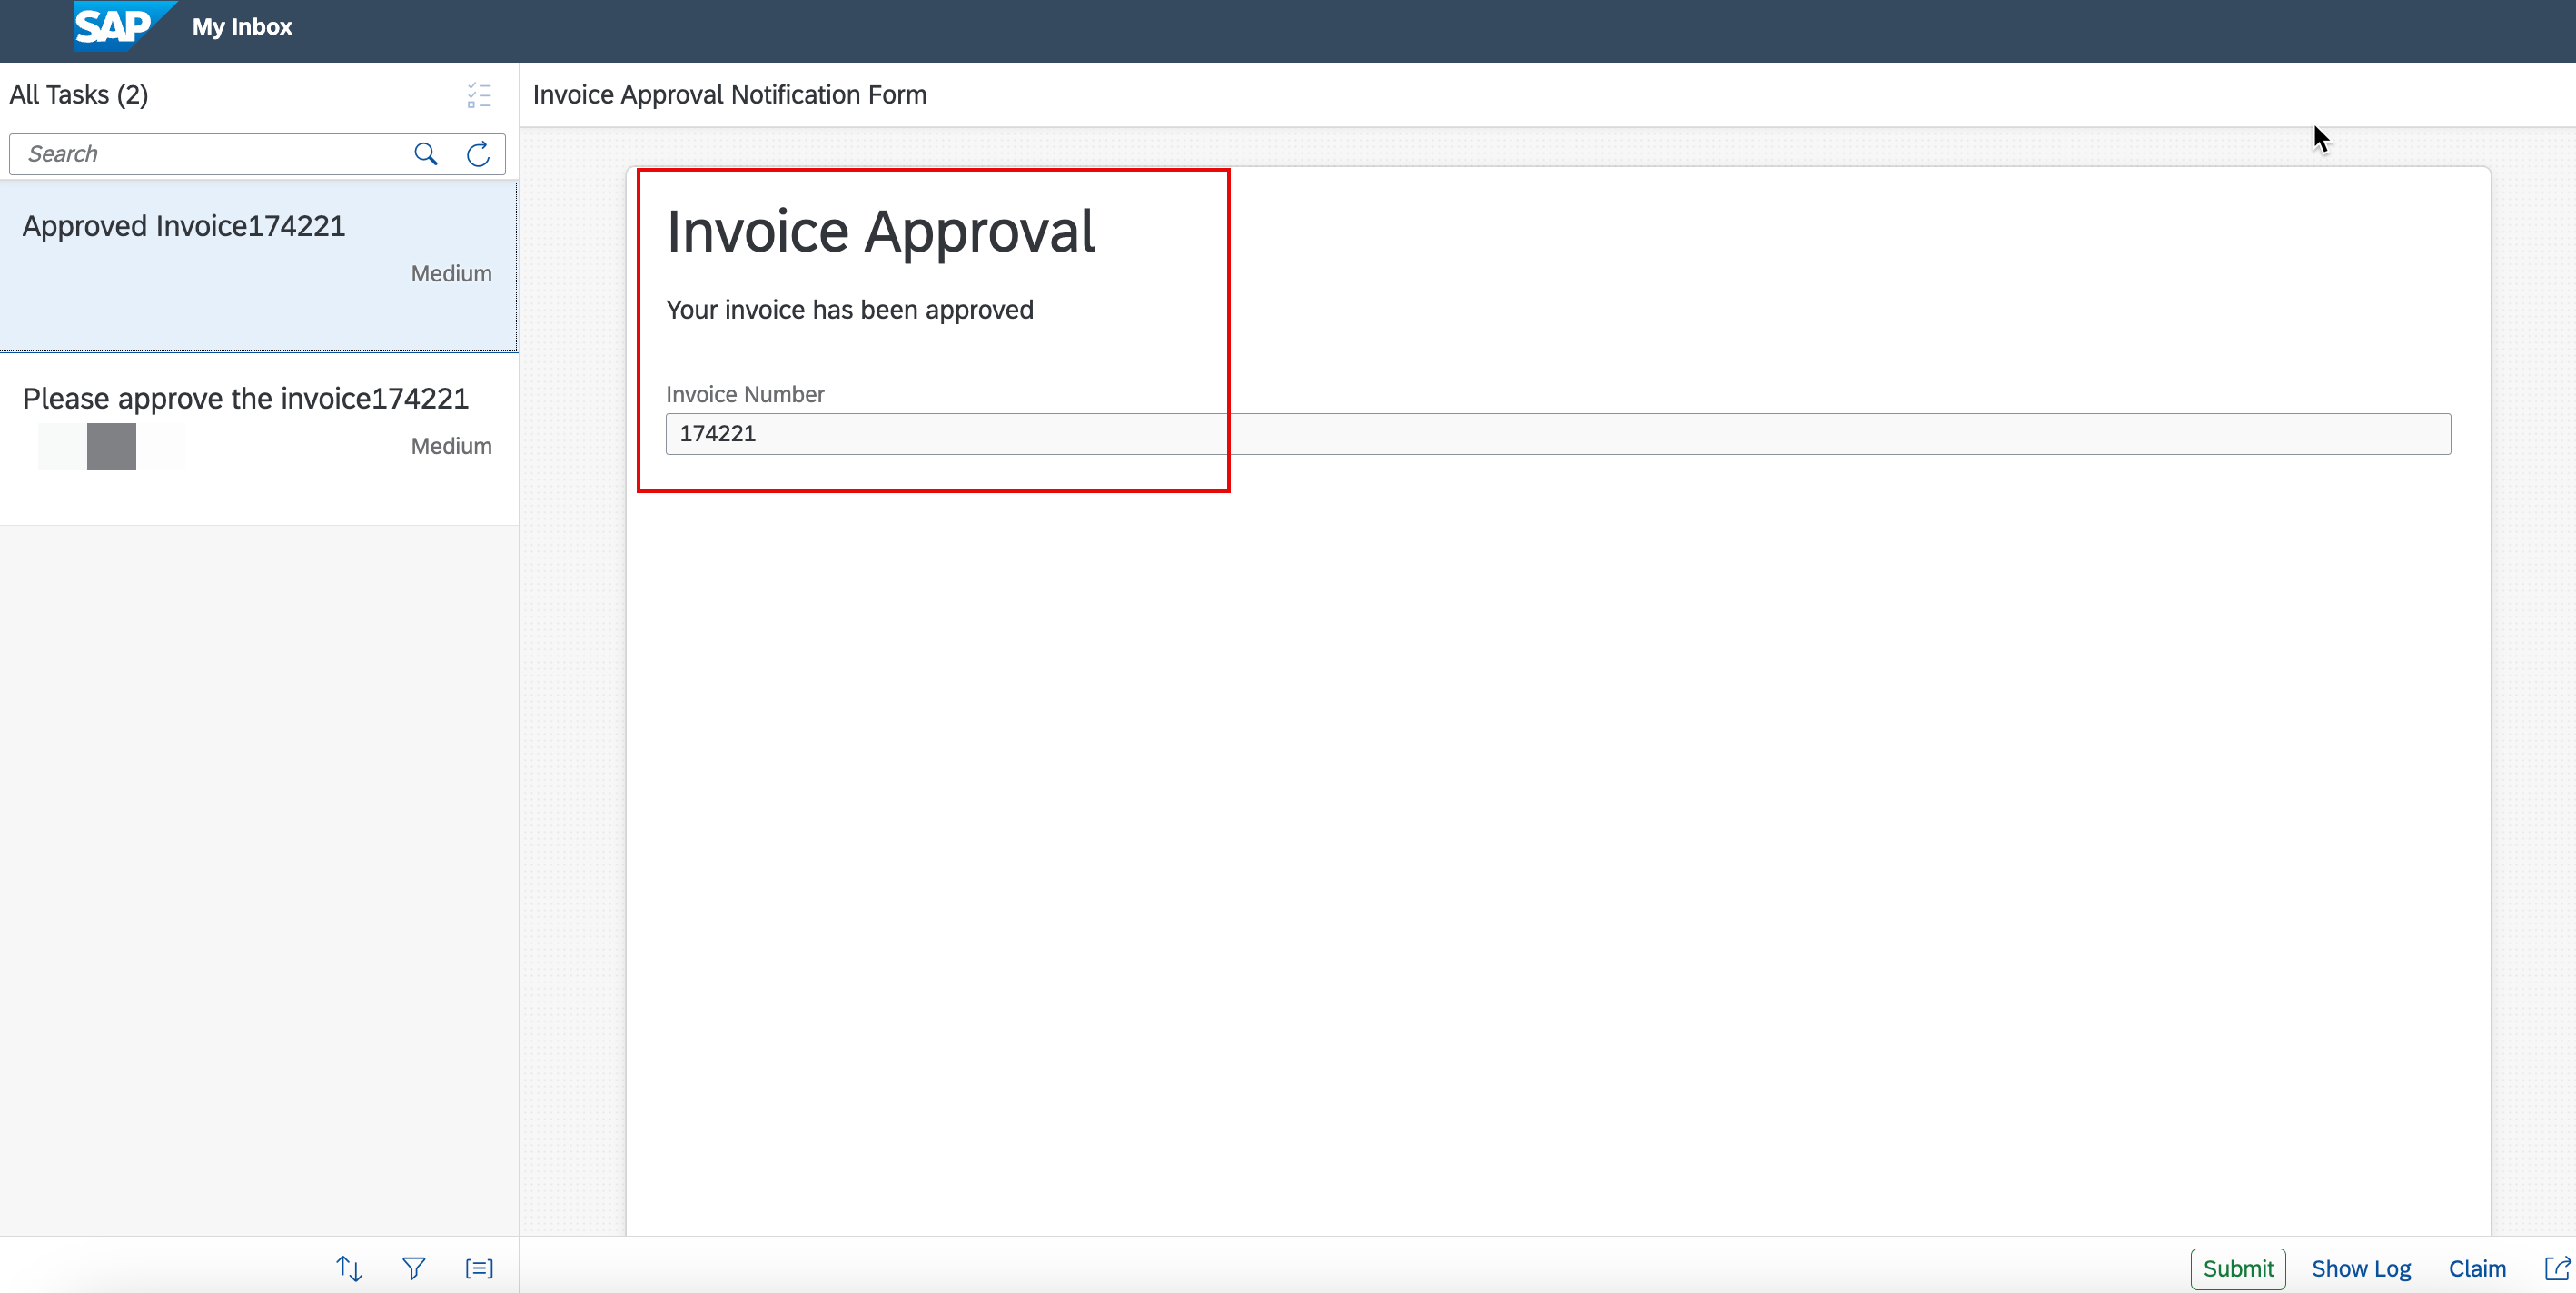 SAP My Inbox
All Tasks (2)
Search
Approved Invoice174221
Medium
Please approve the invoice174221
Medium
Invoice Approval Notification Form
Invoice Approval
Your invoice has been approved
Invoice Number
174221
Submit Show Log Claim